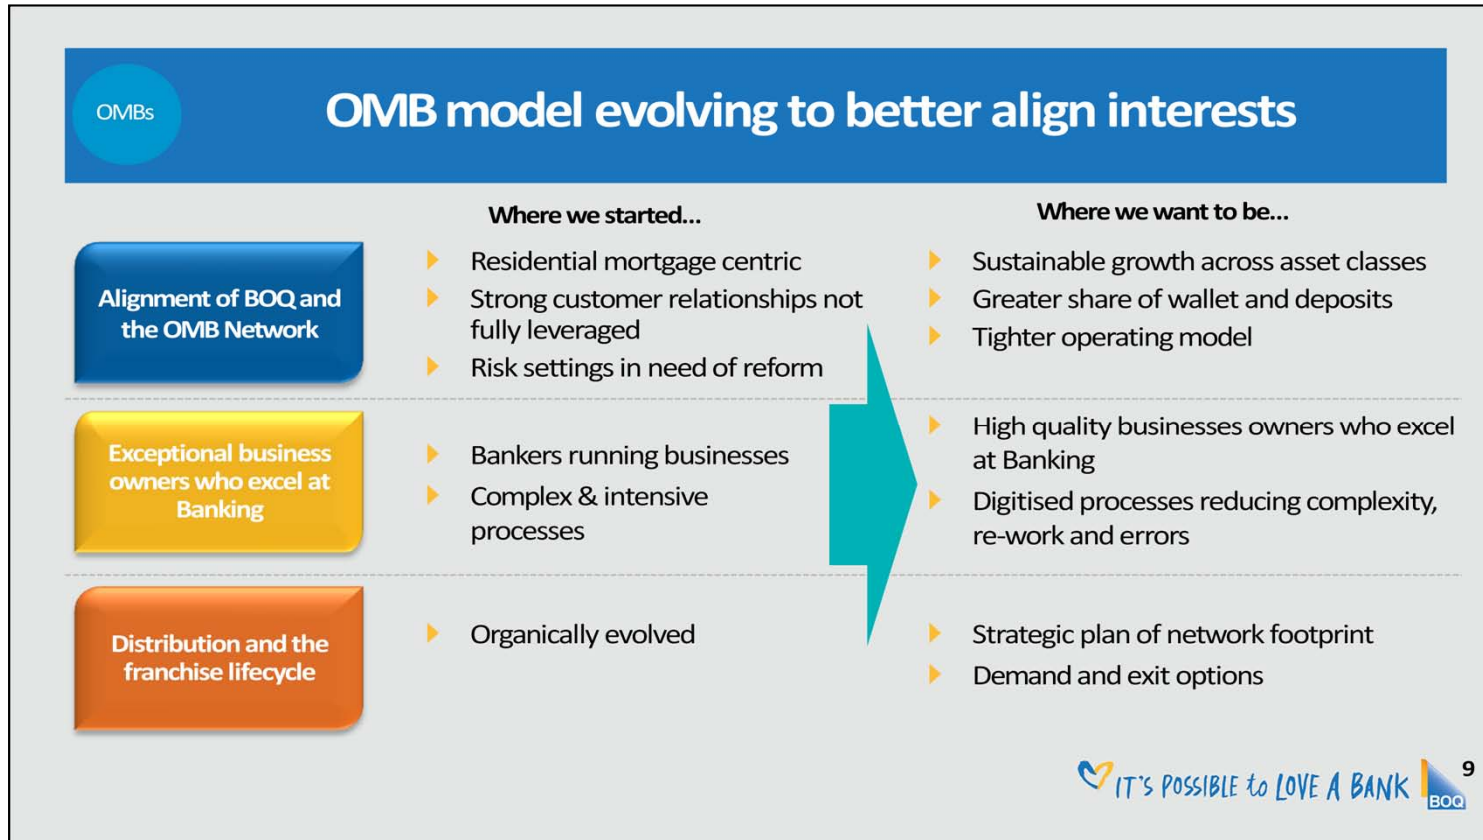 OMBs
OMB model evolving to better align interests
Where we started...
Where we want to be...
Alignment of BOQ and
the OMB Network
Residential mortgage centric
Strong customer relationships not
fully leveraged
Risk settings in need of reform
Sustainable growth across asset classes
Greater share of wallet and deposits
Tighter operating model
Exceptional business
owners who excel at
Banking
Bankers running businesses
Complex & intensive
processes
High quality businesses owners who excel
at Banking
Digitised processes reducing complexity,
re-work and errors
Distribution and the
franchise lifecycle
Organically evolved
Strategic plan of network footprint
Demand and exit options
IT'S POSSIBLE to LOVE A BANK
BOQ
9